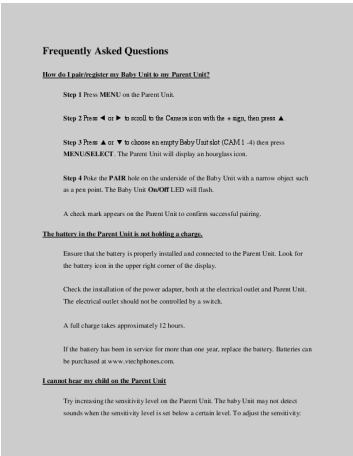 Frequently Asked Questions
How do I pair/register my Baby Unit to my Parent Unit?
Step 1 Press MENU on the Parent Unit.
Step 2 Press ◄ or ► to scroll to the Camera icon with the + sign, then press ▲.
Step 3 Press ▲ or ▼ to choose an empty Baby Unit slot (CAM 1 -4) then press
MENU/SELECT. The Parent Unit will display an hourglass icon.
Step 4 Poke the PAIR hole on the underside of the Baby Unit with a narrow object such
as a pen point. The Baby Unit On/Off LED will flash.
A check mark appears on the Parent Unit to confirm successful pairing.
The battery in the Parent Unit is not holding a charge.
Ensure that the battery is properly installed and connected to the Parent Unit. Look for
the battery icon in the upper right corner of the display.
Check the installation of the power adapter, both at the electrical outlet and Parent Unit.
The electrical outlet should not be controlled by a switch.
A full charge takes approximately 12 hours.
If the battery has been in service for more than one year, replace the battery. Batteries can
be purchased at www.vtechphones.com.
I cannot hear my child on the Parent Unit
Try increasing the sensitivity level on the Parent Unit. The baby Unit may not detect
sounds when the sensitivity level is set below a certain level. To adjust the sensitivity: